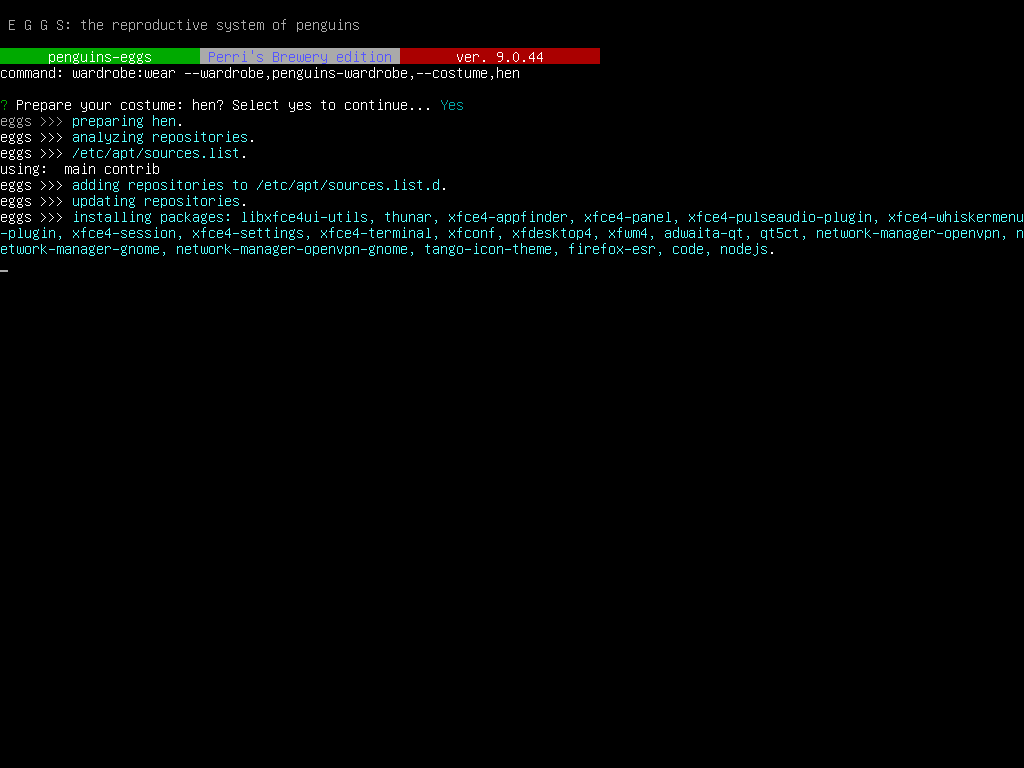 E G G S: the reproductive system of penguins
penguins-eggs Perri's Brewery edition ver. 9.0.44
command: wardrobe:wear --wardrobe,penguins-wardrobe,--costume,hen
? Prepare your costume: hen? Select yes to continue... Yes
eggs >>> preparing hen.
eggs >>> analyzing repositories.
eggs >>> /etc/apt/sources.list.
using:  main contrib
eggs >>> adding repositories to /etc/apt/sources.list.d.
eggs >>> updating repositories.
eggs >>> installing packages: libxfce4ui-utils, thunar, xfce4-appfinder, xfce4-panel, xfce4-pulseaudio-plugin, xfce4-whiskermenu
-plugin, xfce4-session, xfce4-settings, xfce4-terminal, xfconf, xfdesktop4, xfwm4, adwaita-qt, qt5ct, network-manager-openvpn, n
etwork-manager-gnome, network-manager-openvpn-gnome, tango-icon-theme, firefox-esr, code, nodejs.